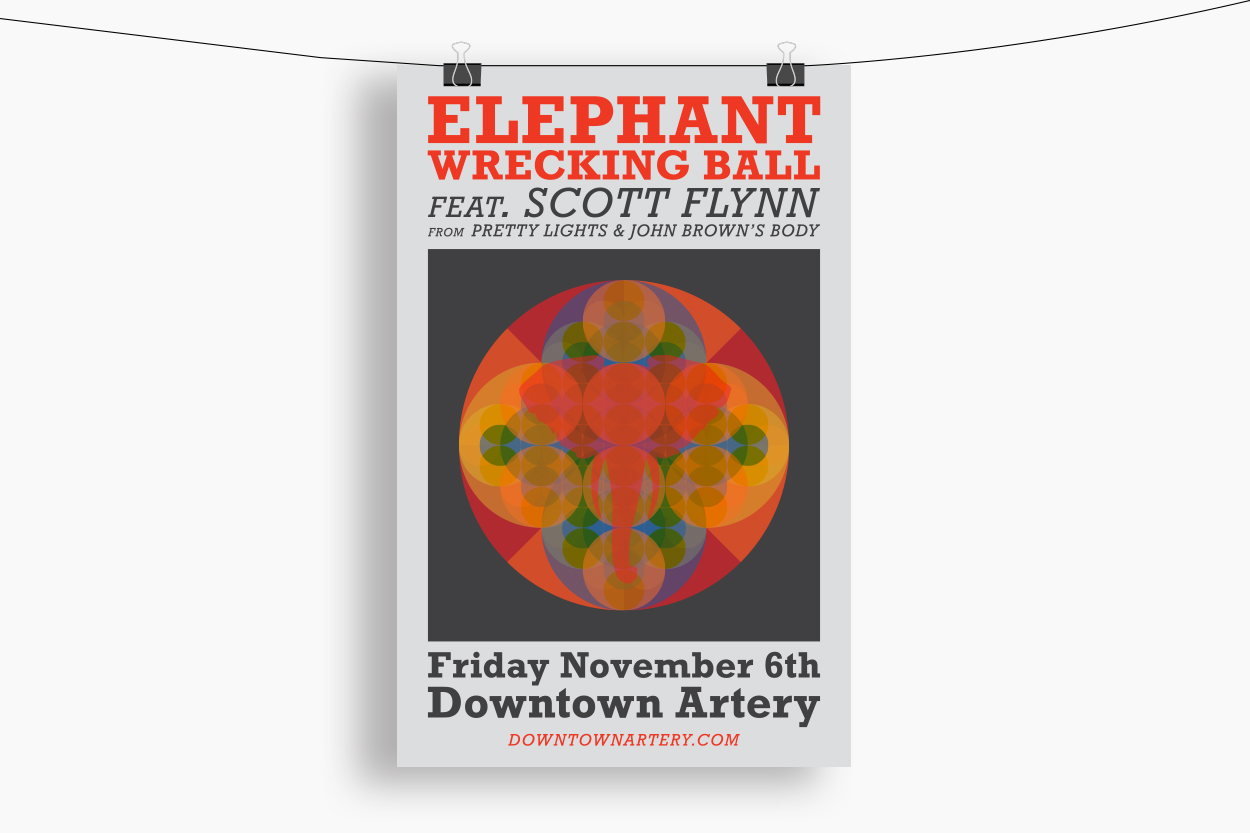 ELEPHANT
WRECKING BALL
FEAT. SCOTT FLYNN
FROM PRETTY LIGHTS & JOHN BROWN'S BODY
Friday November 6th
Downtown Artery
DOWNTOWNARTERY.COM